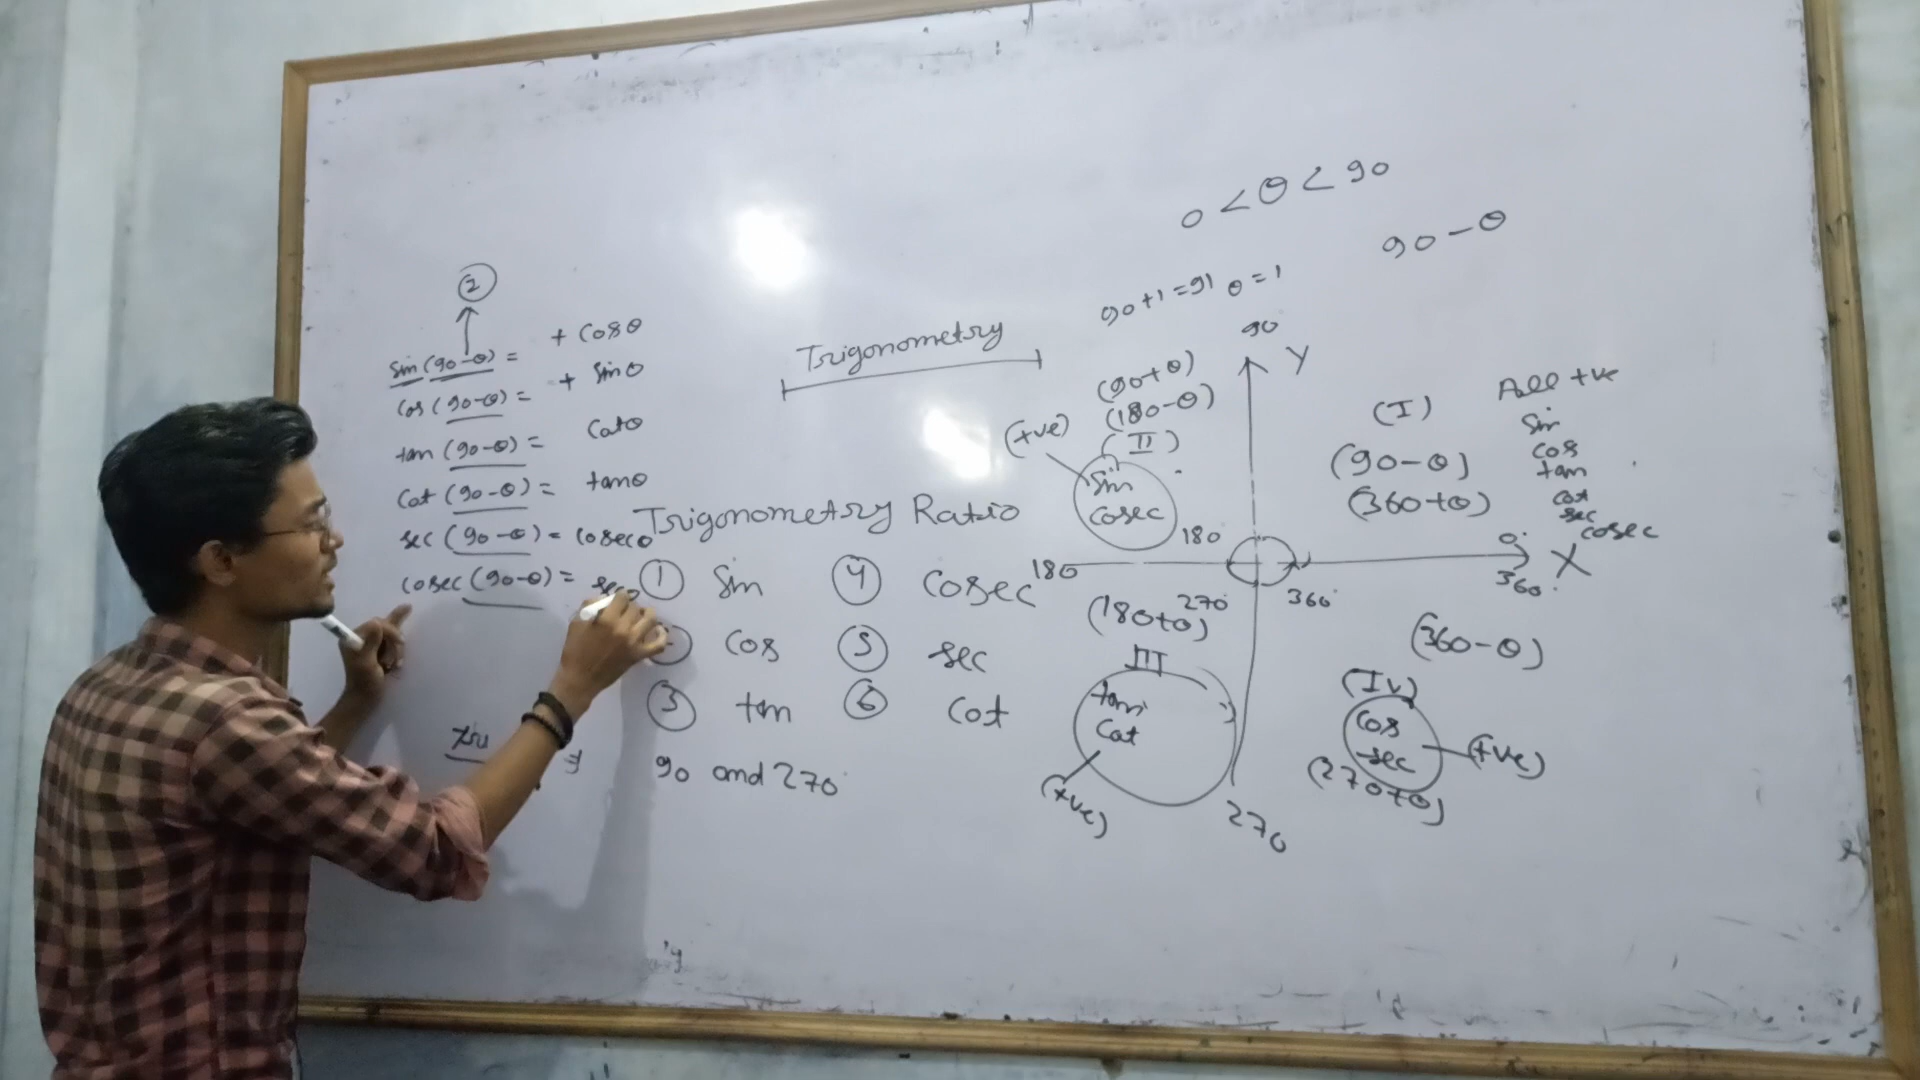 ②
sin (90-θ) = + cosθ
cos (90-θ) = + sinθ
tan (90-θ) = cotθ
cot (90-θ) = tanθ
sec (90-θ) = cosecθ
cosec (90-θ) = secθ
Trigonometry
Trigonometry Ratio
① sin ④ cosec
② cos ⑤ sec
③ tan ⑥ cot
90 and 270
0 < θ < 90
90-θ
90+1=91 θ=1
90
Y
(90+θ)
(180-θ)
(II)
(+ve)
sin
cosec
(I)
(90-θ)
(360+θ)
All +ve
sin
cos
tan
cot
sec
cosec
180
180
0
X
360
270
360
(180+θ)
III
tan
cot
(+ve)
(360-θ)
(IV)
cos
sec
(+ve)
(270+θ)
270